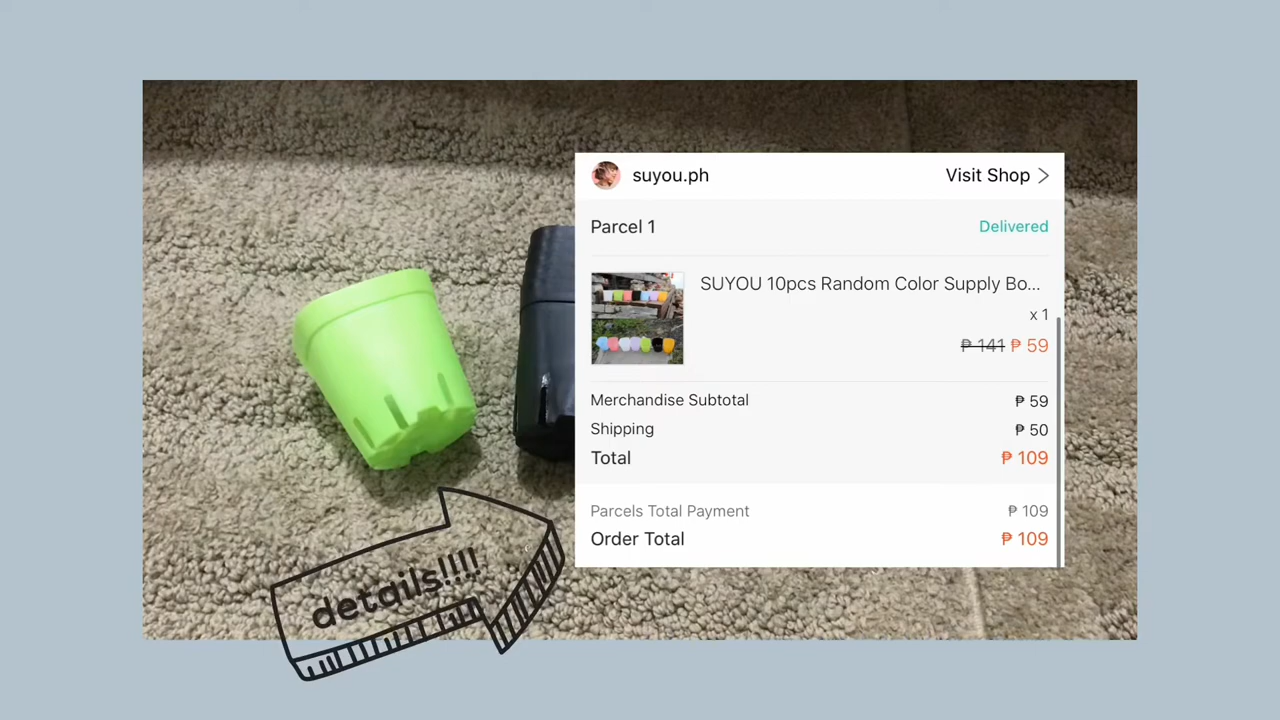 suyou.ph Visit Shop >
Parcel 1 Delivered
SUYOU 10pcs Random Color Supply Bo...
x 1
₱ 141 ₱ 59
Merchandise Subtotal ₱ 59
Shipping ₱ 50
Total ₱ 109
Parcels Total Payment ₱ 109
Order Total ₱ 109
details!!!!